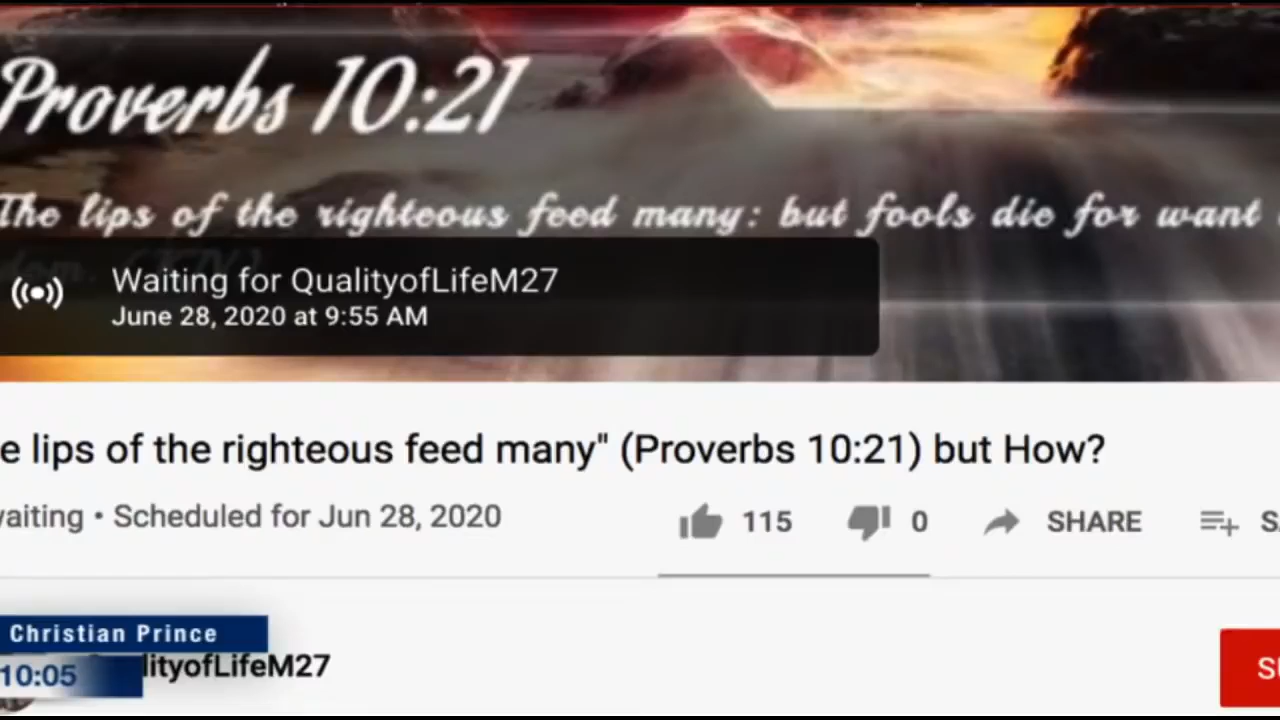 Proverbs 10:21
The lips of the righteous feed many: but fools die for want
Waiting for QualityofLifeM27
June 28, 2020 at 9:55 AM
e lips of the righteous feed many" (Proverbs 10:21) but How?
waiting • Scheduled for Jun 28, 2020
115 0 SHARE
Christian Prince
lityofLifeM27
10:05